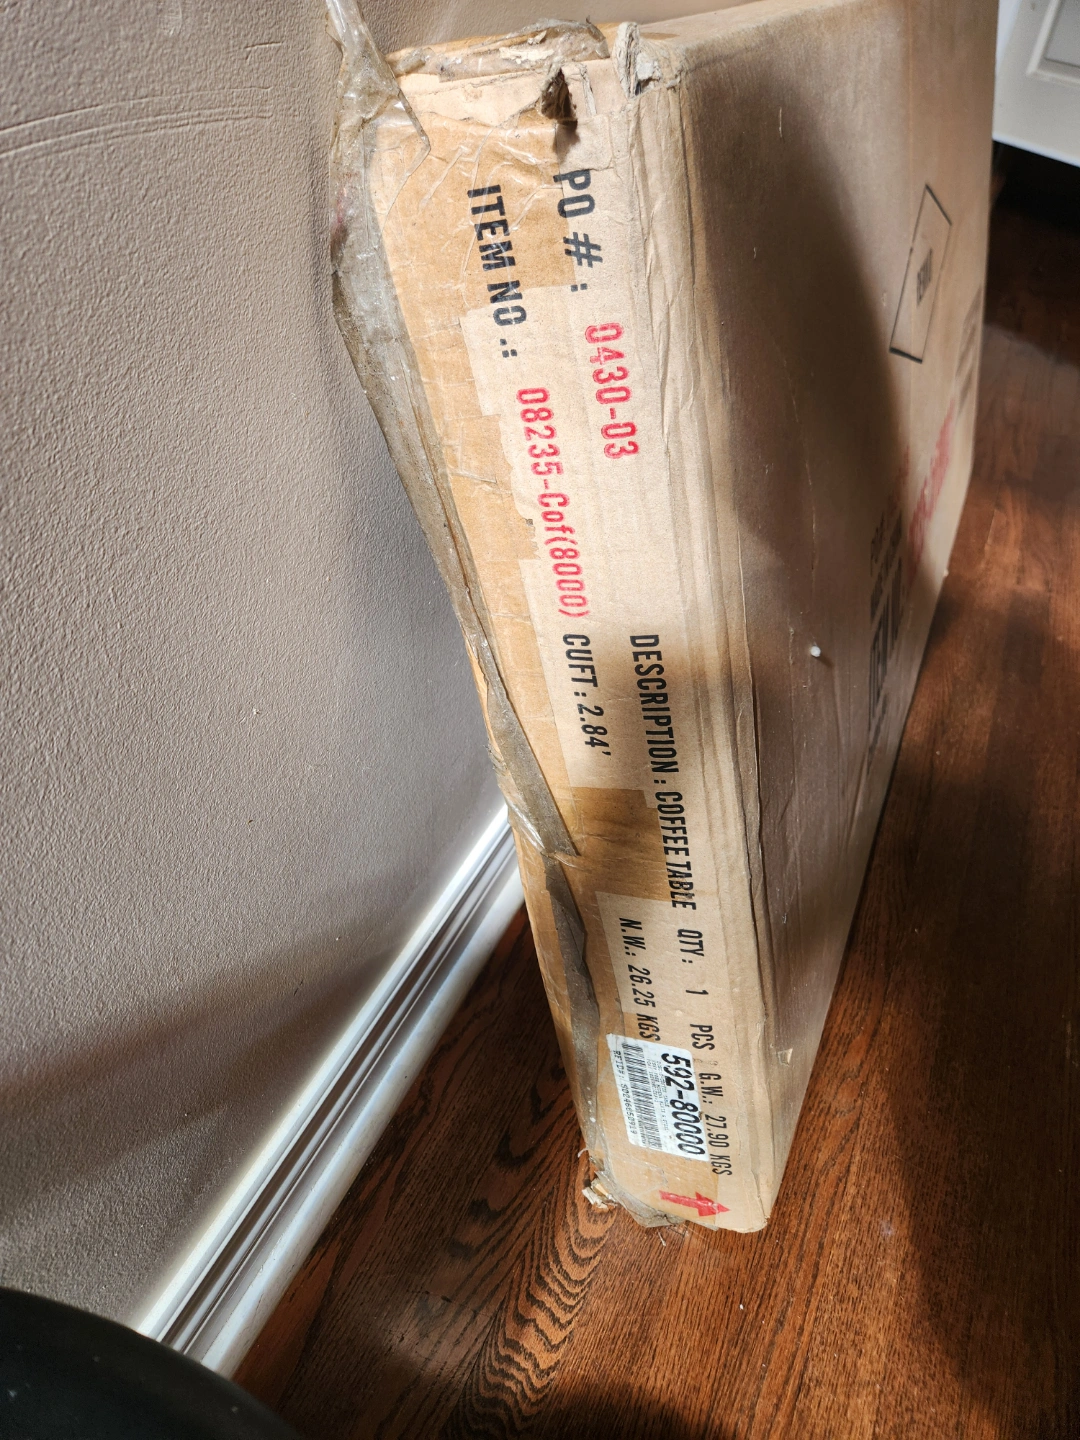 PO #: 0430-03
DESCRIPTION: COFFEE TABLE QTY: 1 PCS G.W.: 27.90 KGS
ITEM NO.: 08235-Cof(8000) CUFT: 2.84' N.W.: 26.25 KGS
592-80000